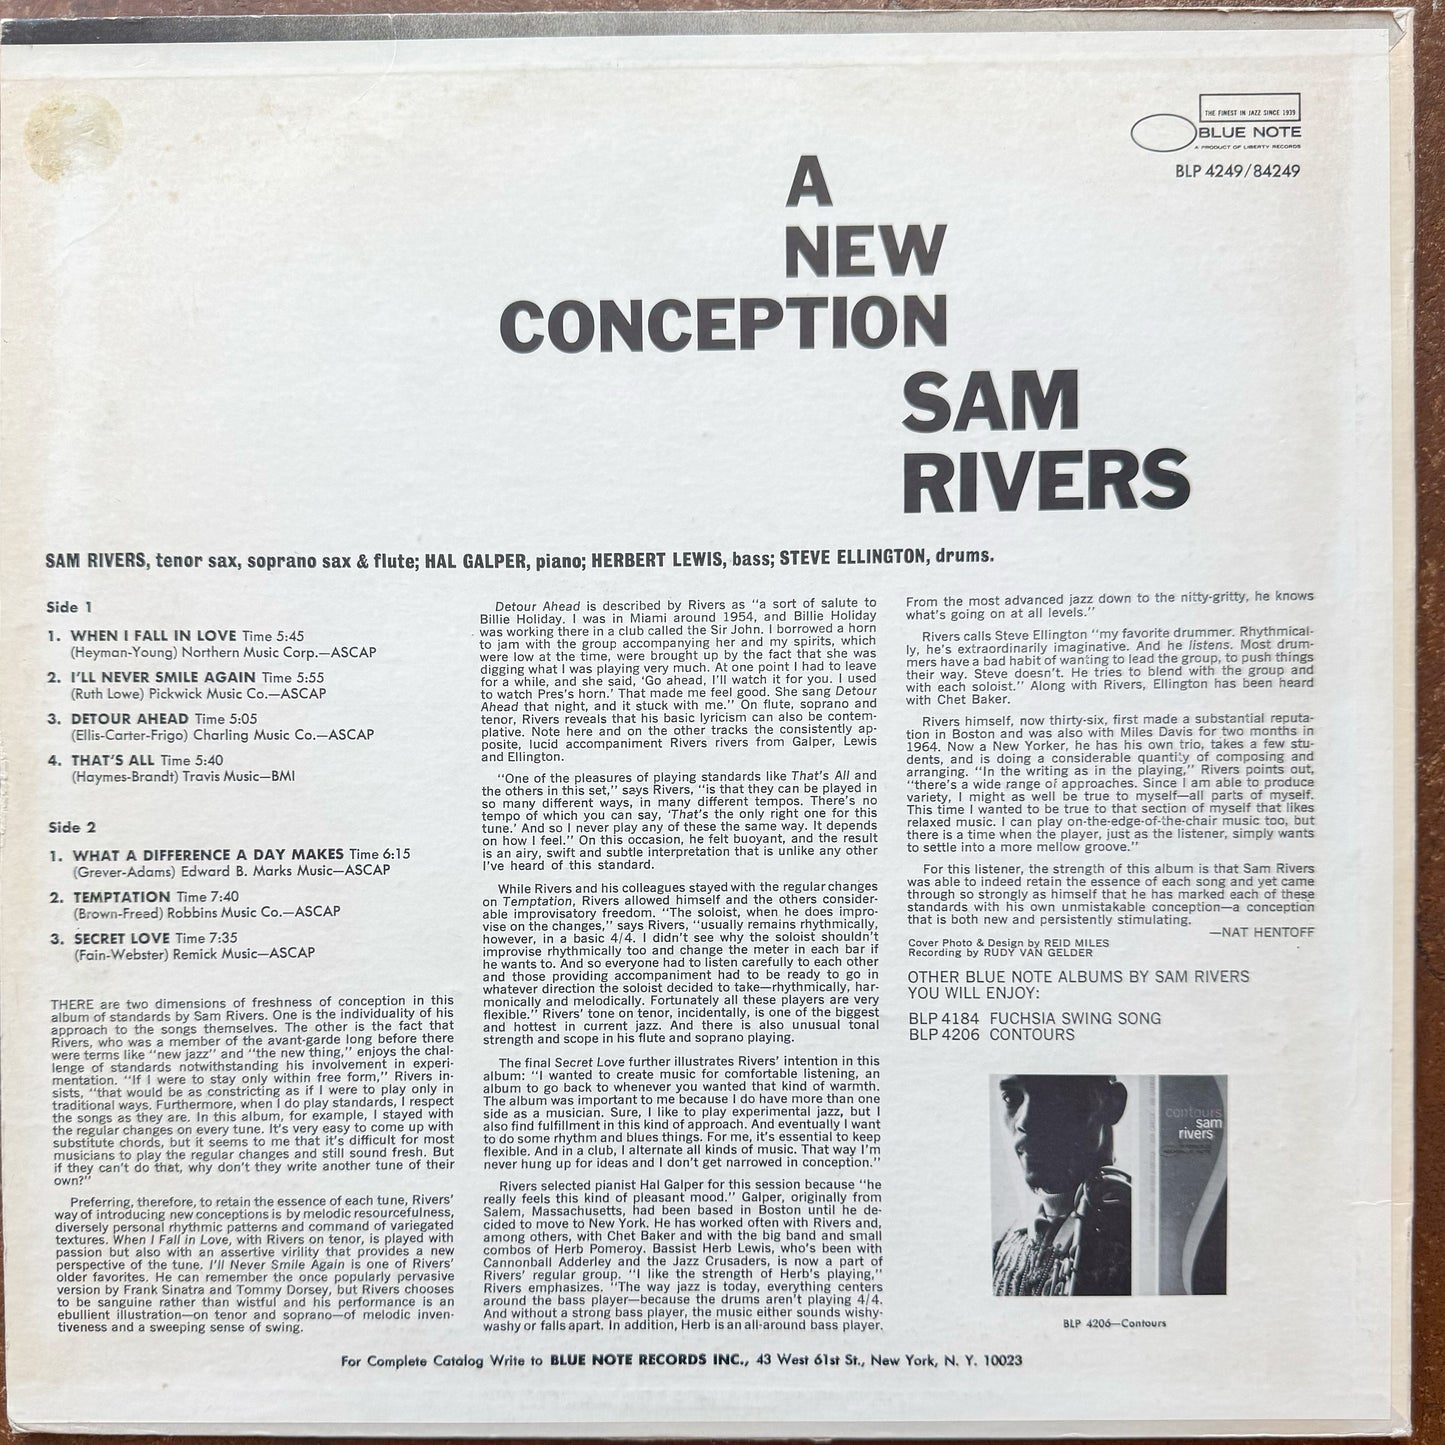 THE FINEST IN JAZZ SINCE 1939
BLUE NOTE
A PRODUCT OF LIBERTY RECORDS
BLP 4249/84249
A
NEW
CONCEPTION
SAM
RIVERS
SAM RIVERS, tenor sax, soprano sax & flute; HAL GALPER, piano; HERBERT LEWIS, bass; STEVE ELLINGTON, drums.
Side 1
1. WHEN I FALL IN LOVE Time 5:45
(Heyman-Young) Northern Music Corp.—ASCAP
2. I'LL NEVER SMILE AGAIN Time 5:55
(Ruth Lowe) Pickwick Music Co.—ASCAP
3. DETOUR AHEAD Time 5:05
(Ellis-Carter-Frigo) Charling Music Co.—ASCAP
4. THAT'S ALL Time 5:40
(Haymes-Brandt) Travis Music—BMI
Side 2
1. WHAT A DIFFERENCE A DAY MAKES Time 6:15
(Grever-Adams) Edward B. Marks Music—ASCAP
2. TEMPTATION Time 7:40
(Brown-Freed) Robbins Music Co.—ASCAP
3. SECRET LOVE Time 7:35
(Fain-Webster) Remick Music—ASCAP
THERE are two dimensions of freshness of conception in this
album of standards by Sam Rivers. One is the individuality of his
approach to the songs themselves. The other is the fact that
Rivers, who was a member of the avant-garde long before there
were terms like "new jazz" and "the new thing," enjoys the chal-
lenge of standards notwithstanding his involvement in experi-
mentation. "If I were to stay only within free form," Rivers in-
sists, "that would be as constricting as if I were to play only in
traditional ways. Furthermore, when I do play standards, I respect
the songs as they are. In this album, for example, I stayed with
the regular changes on every tune. It's very easy to come up with
substitute chords, but it seems to me that it's difficult for most
musicians to play the regular changes and still sound fresh. But
if they can't do that, why don't they write another tune of their
own?"
Preferring, therefore, to retain the essence of each tune, Rivers'
way of introducing new conceptions is by melodic resourcefulness,
diversely personal rhythmic patterns and command of variegated
textures. When I Fall in Love, with Rivers on tenor, is played with
passion but also with an assertive virility that provides a new
perspective of the tune. I'll Never Smile Again is one of Rivers'
older favorites. He can remember the once popularly pervasive
version by Frank Sinatra and Tommy Dorsey, but Rivers chooses
to be sanguine rather than wistful and his performance is an
ebullient illustration—on tenor and soprano—of melodic inven-
tiveness and a sweeping sense of swing.
Detour Ahead is described by Rivers as "a sort of salute to
Billie Holiday. I was in Miami around 1954, and Billie Holiday
was working there in a club called the Sir John. I borrowed a horn
to jam with the group accompanying her and my spirits, which
were low at the time, were brought up by the fact that she was
digging what I was playing very much. At one point I had to leave
for a while, and she said, 'Go ahead, I'll watch it for you. I used
to watch Pres's horn.' That made me feel good. She sang Detour
Ahead that night, and it stuck with me." On flute, soprano and
tenor, Rivers reveals that his basic lyricism can also be contem-
plative. Note here and on the other tracks the consistently ap-
posite, lucid accompaniment Rivers rivers from Galper, Lewis
and Ellington.
"One of the pleasures of playing standards like That's All and
the others in this set," says Rivers, "is that they can be played in
so many different ways, in many different tempos. There's no
tempo of which you can say, 'That's the only right one for this
tune.' And so I never play any of these the same way. It depends
on how I feel." On this occasion, he felt buoyant, and the result
is an airy, swift and subtle interpretation that is unlike any other
I've heard of this standard.
While Rivers and his colleagues stayed with the regular changes
on Temptation, Rivers allowed himself and the others consider-
able improvisatory freedom. "The soloist, when he does impro-
vise on the changes," says Rivers, "usually remains rhythmically,
however, in a basic 4/4. I didn't see why the soloist shouldn't
improvise rhythmically too and change the meter in each bar if
he wants to. And so everyone had to listen carefully to each other
and those providing accompaniment had to be ready to go in
whatever direction the soloist decided to take—rhythmically, har-
monically and melodically. Fortunately all these players are very
flexible." Rivers' tone on tenor, incidentally, is one of the biggest
and hottest in current jazz. And there is also unusual tonal
strength and scope in his flute and soprano playing.
The final Secret Love further illustrates Rivers' intention in this
album: "I wanted to create music for comfortable listening, an
album to go back to whenever you wanted that kind of warmth.
The album was important to me because I do have more than one
side as a musician. Sure, I like to play experimental jazz, but I
also find fulfillment in this kind of approach. And eventually I want
to do some rhythm and blues things. For me, it's essential to keep
flexible. And in a club, I alternate all kinds of music. That way I'm
never hung up for ideas and I don't get narrowed in conception."
Rivers selected pianist Hal Galper for this session because "he
really feels this kind of pleasant mood." Galper, originally from
Salem, Massachusetts, had been based in Boston until he de-
cided to move to New York. He has worked often with Rivers and,
among others, with Chet Baker and with the big band and small
combos of Herb Pomeroy. Bassist Herb Lewis, who's been with
Cannonball Adderley and the Jazz Crusaders, is now a part of
Rivers' regular group. "I like the strength of Herb's playing,"
Rivers emphasizes. "The way jazz is today, everything centers
around the bass player—because the drums aren't playing 4/4.
And without a strong bass player, the music either sounds wishy-
washy or falls apart. In addition, Herb is an all-around bass player.
From the most advanced jazz down to the nitty-gritty, he knows
what's going on at all levels."
Rivers calls Steve Ellington "my favorite drummer. Rhythmical-
ly, he's extraordinarily imaginative. And he listens. Most drum-
mers have a bad habit of wanting to lead the group, to push things
their way. Steve doesn't. He tries to blend with the group and
with each soloist." Along with Rivers, Ellington has been heard
with Chet Baker.
Rivers himself, now thirty-six, first made a substantial reputa-
tion in Boston and was also with Miles Davis for two months in
1964. Now a New Yorker, he has his own trio, takes a few stu-
dents, and is doing a considerable quantity of composing and
arranging. "In the writing as in the playing," Rivers points out,
"there's a wide range of approaches. Since I am able to produce
variety, I might as well be true to myself—all parts of myself.
This time I wanted to be true to that section of myself that likes
relaxed music. I can play on-the-edge-of-the-chair music too, but
there is a time when the player, just as the listener, simply wants
to settle into a more mellow groove."
For this listener, the strength of this album is that Sam Rivers
was able to indeed retain the essence of each song and yet came
through so strongly as himself that he has marked each of these
standards with his own unmistakable conception—a conception
that is both new and persistently stimulating.
—NAT HENTOFF
Cover Photo & Design by REID MILES
Recording by RUDY VAN GELDER
OTHER BLUE NOTE ALBUMS BY SAM RIVERS
YOU WILL ENJOY:
BLP 4184 FUCHSIA SWING SONG
BLP 4206 CONTOURS
contours
sam
rivers
BLP 4206—Contours
For Complete Catalog Write to BLUE NOTE RECORDS INC., 43 West 61st St., New York, N. Y. 10023